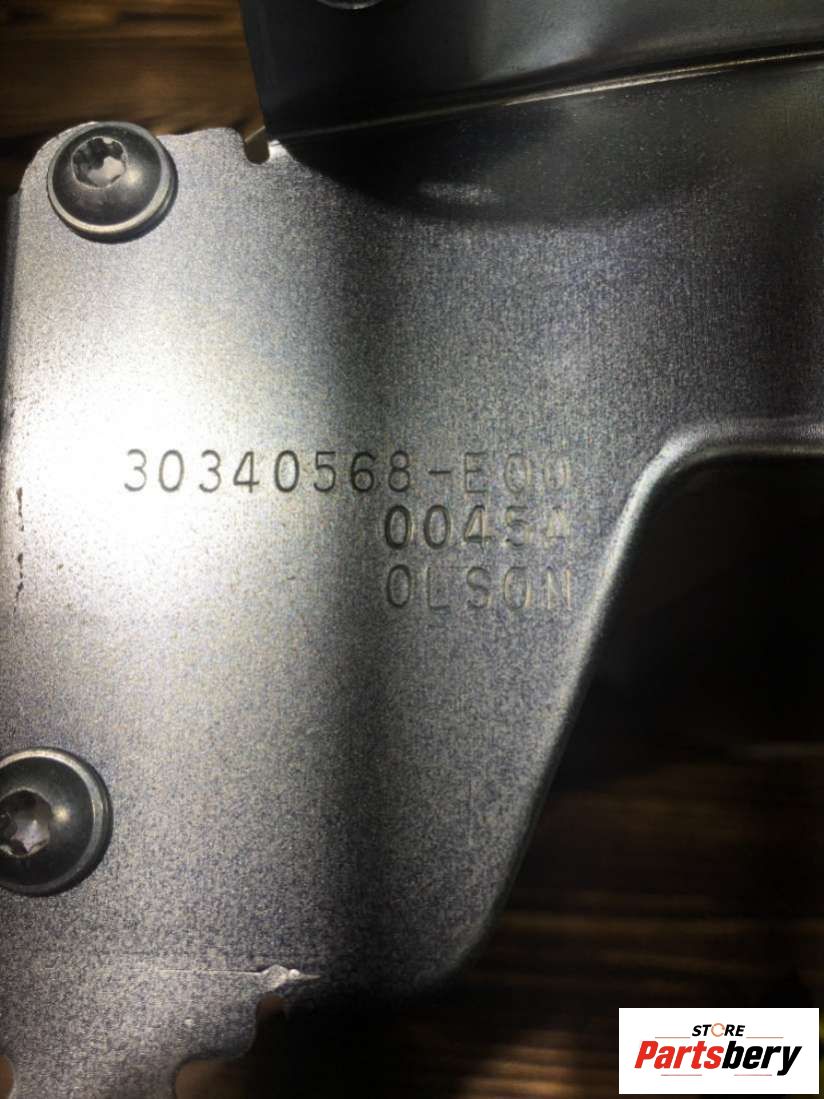 30340568-E00
0045A
OLSON
STORE
Partsbery